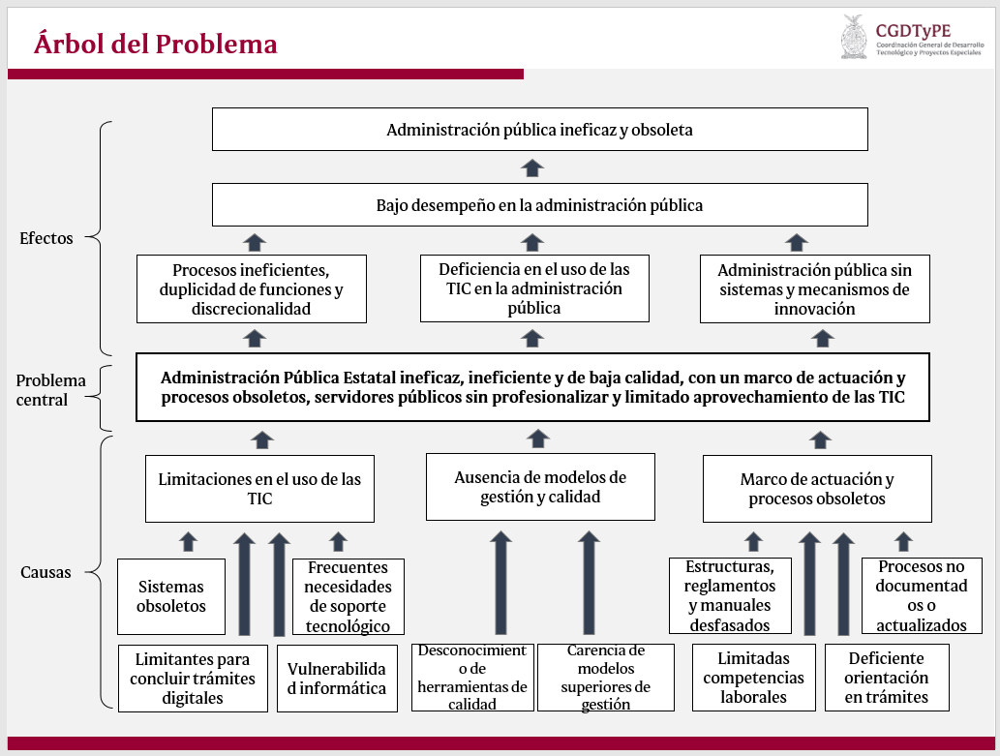 Árbol del Problema
CGDTyPE
Coordinación General de Desarrollo
Tecnológico y Proyectos Especiales
Efectos
Administración pública ineficaz y obsoleta
Bajo desempeño en la administración pública
Procesos ineficientes,
duplicidad de funciones y
discrecionalidad
Deficiencia en el uso de las
TIC en la administración
pública
Administración pública sin
sistemas y mecanismos de
innovación
Problema
central
Administración Pública Estatal ineficaz, ineficiente y de baja calidad, con un marco de actuación y
procesos obsoletos, servidores públicos sin profesionalizar y limitado aprovechamiento de las TIC
Causas
Limitaciones en el uso de las
TIC
Ausencia de modelos de
gestión y calidad
Marco de actuación y
procesos obsoletos
Sistemas
obsoletos
Frecuentes
necesidades
de soporte
tecnológico
Estructuras,
reglamentos
y manuales
desfasados
Procesos no
documentad
os o
actualizados
Limitantes para
concluir trámites
digitales
Vulnerabilida
d informática
Desconocimient
o de
herramientas de
calidad
Carencia de
modelos
superiores de
gestión
Limitadas
competencias
laborales
Deficiente
orientación
en trámites